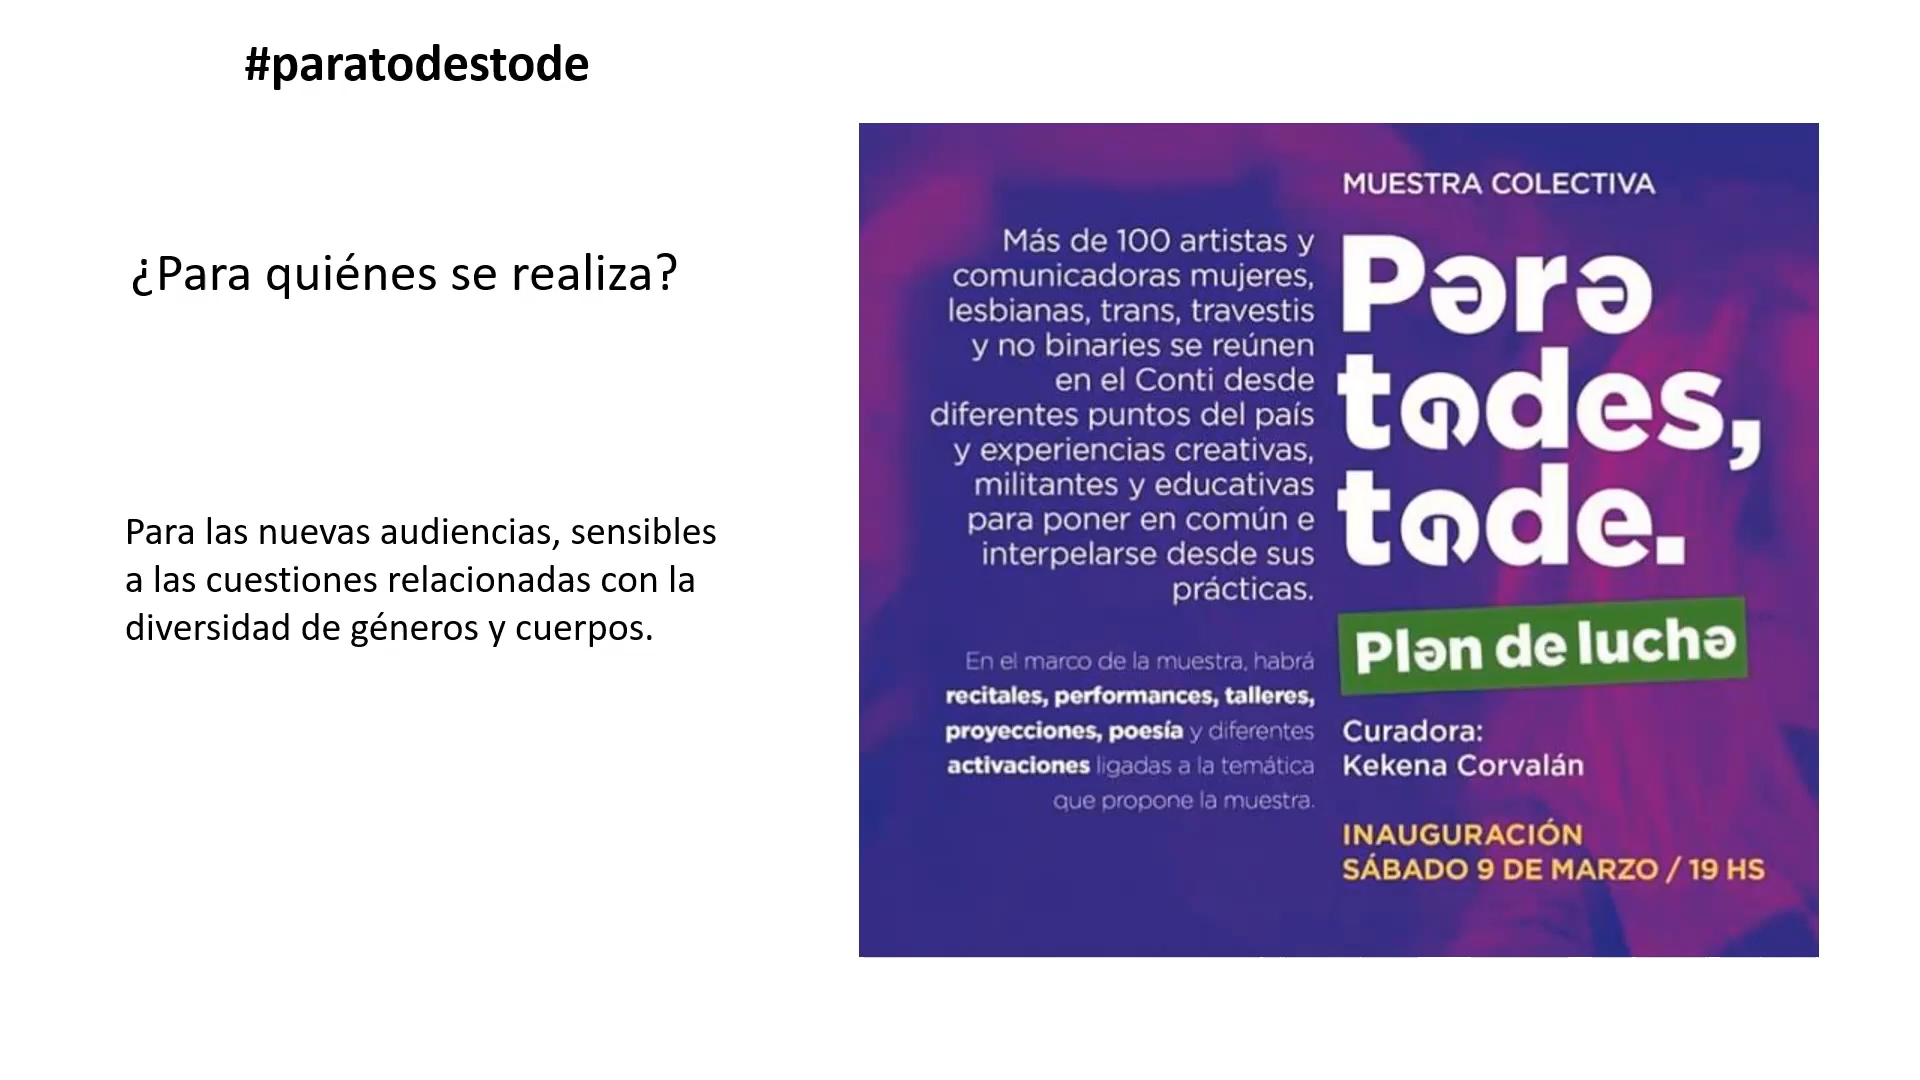 #paratodestode
¿Para quiénes se realiza?
Para las nuevas audiencias, sensibles
a las cuestiones relacionadas con la
diversidad de géneros y cuerpos.
Más de 100 artistas y
comunicadoras mujeres,
lesbianas, trans, travestis
y no binaries se reúnen
en el Conti desde
diferentes puntos del país
y experiencias creativas,
militantes y educativas
para poner en común e
interpelarse desde sus
prácticas.
En el marco de la muestra, habrá
recitales, performances, talleres,
proyecciones, poesía y diferentes
activaciones ligadas a la temática
que propone la muestra.
MUESTRA COLECTIVA
Pərə
todes,
tode.
Plən de luchə
Curadora:
Kekena Corvalán
INAUGURACIÓN
SÁBADO 9 DE MARZO / 19 HS